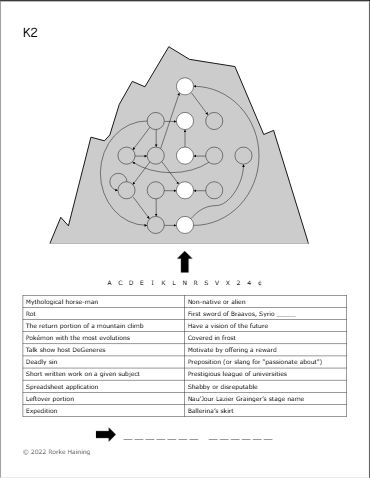 K2
A C D E I K L N R S V X 2 4 ¢
Mythological horse-man
Non-native or alien
Rot
First sword of Braavos, Syrio _____
The return portion of a mountain climb
Have a vision of the future
Pokémon with the most evolutions
Covered in frost
Talk show host DeGeneres
Motivate by offering a reward
Deadly sin
Preposition (or slang for "passionate about")
Short written work on a given subject
Prestigious league of universities
Spreadsheet application
Shabby or disreputable
Leftover portion
Nau'Jour Lazier Grainger's stage name
Expedition
Ballerina's skirt
© 2022 Rorke Haining